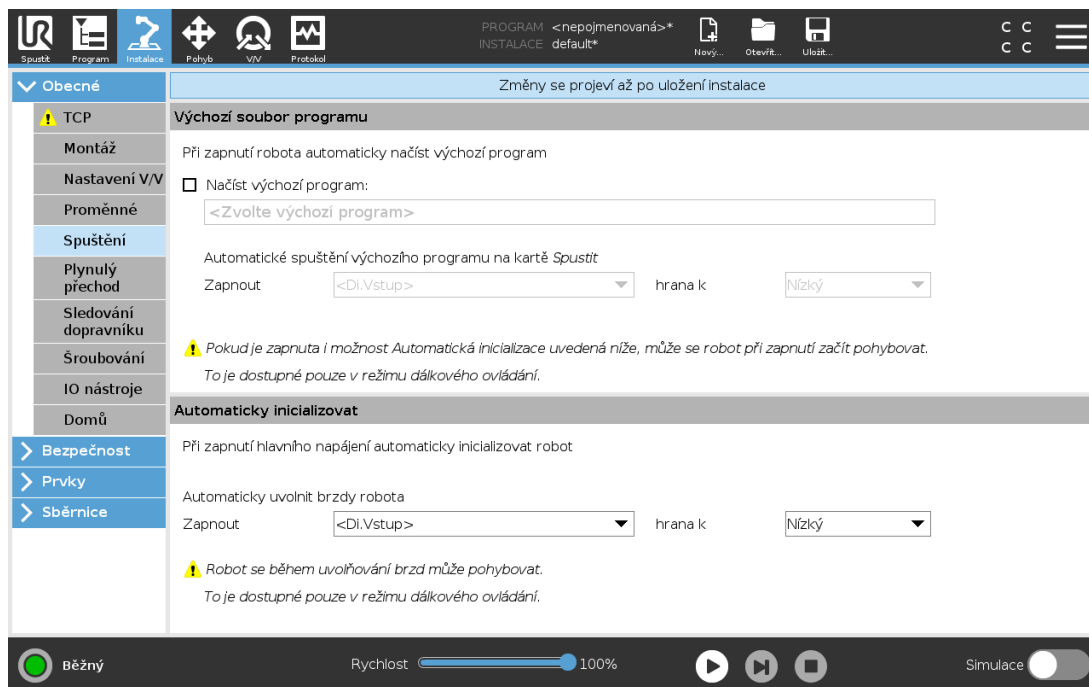 PROGRAM <nepojmenovaná>*
INSTALACE default*
Spustit Program Instalace Pohyb V/V Protokol Nový... Otevřít... Uložit...
C C
C C
Obecné
Změny se projeví až po uložení instalace
TCP
Montáž
Nastavení V/V
Proměnné
Spuštění
Plynulý
přechod
Sledování
dopravníku
Šroubování
IO nástroje
Domů
Bezpečnost
Prvky
Sběrnice
Výchozí soubor programu
Při zapnutí robota automaticky načíst výchozí program
Načíst výchozí program:
<Zvolte výchozí program>
Automatické spuštění výchozího programu na kartě Spustit
Zapnout <Di.Vstup> hrana k Nízký
Pokud je zapnuta i možnost Automatická inicializace uvedená níže, může se robot při zapnutí začít pohybovat.
To je dostupné pouze v režimu dálkového ovládání.
Automaticky inicializovat
Při zapnutí hlavního napájení automaticky inicializovat robot
Automaticky uvolnit brzdy robota
Zapnout <Di.Vstup> hrana k Nízký
Robot se během uvolňování brzd může pohybovat.
To je dostupné pouze v režimu dálkového ovládání.
Běžný Rychlost 100% Simulace